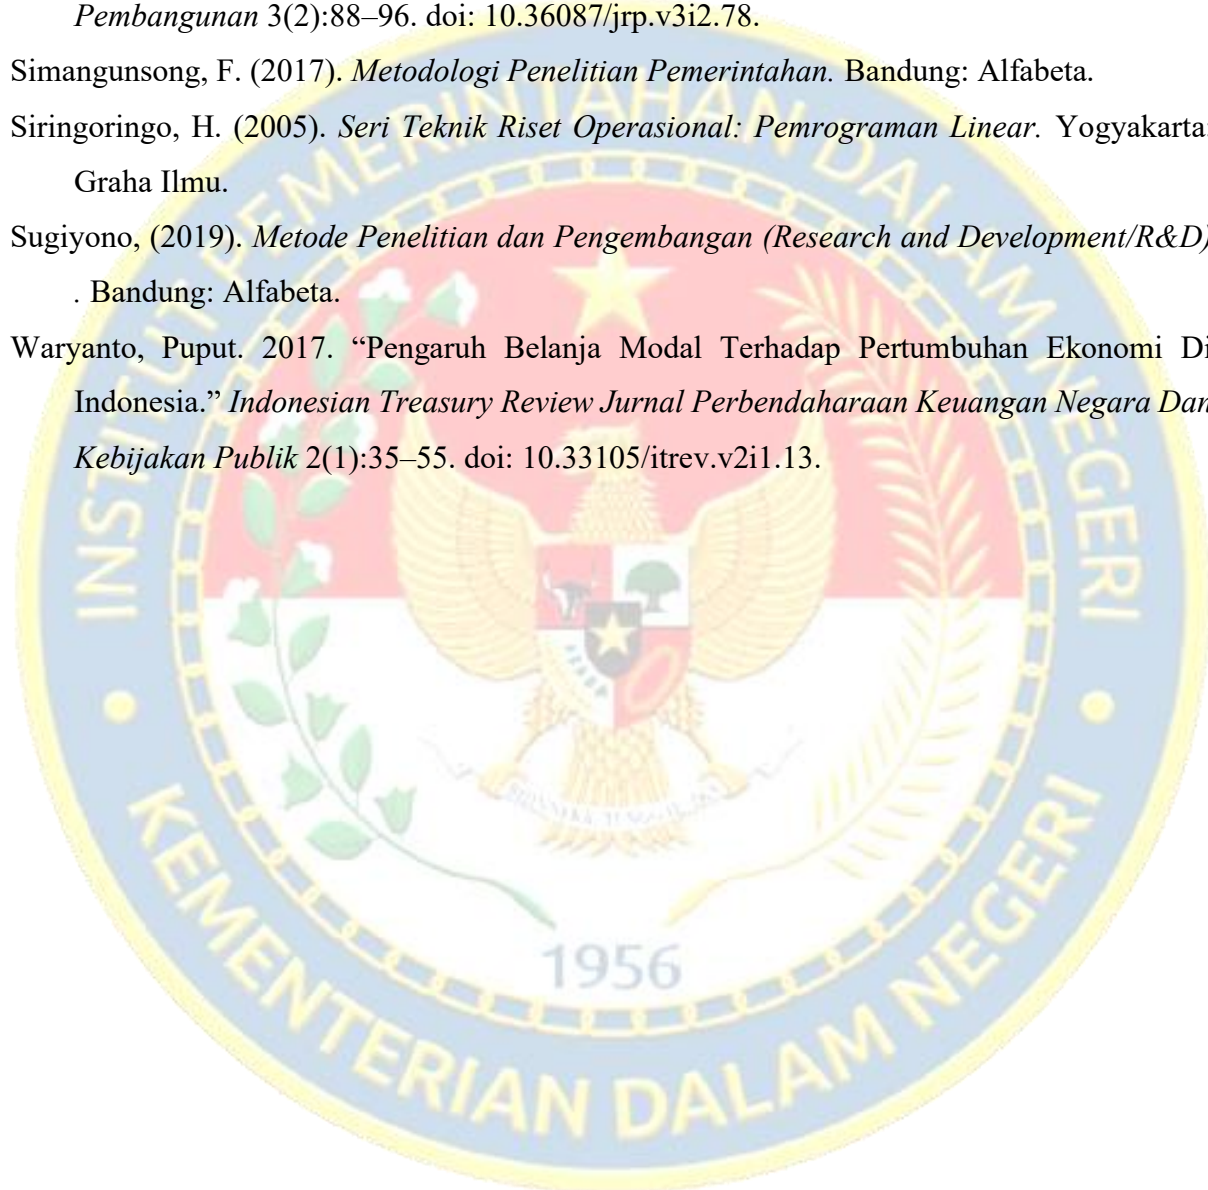 Pembangunan 3(2):88–96. doi: 10.36087/jrp.v3i2.78.
Simangunsong, F. (2017). Metodologi Penelitian Pemerintahan. Bandung: Alfabeta.
Siringoringo, H. (2005). Seri Teknik Riset Operasional: Pemrograman Linear. Yogyakarta:
Graha Ilmu.
Sugiyono, (2019). Metode Penelitian dan Pengembangan (Research and Development/R&D)
. Bandung: Alfabeta.
Waryanto, Puput. 2017. “Pengaruh Belanja Modal Terhadap Pertumbuhan Ekonomi Di
Indonesia.” Indonesian Treasury Review Jurnal Perbendaharaan Keuangan Negara Dan
Kebijakan Publik 2(1):35–55. doi: 10.33105/itrev.v2i1.13.
INSTITUT PEMERINTAHAN DALAM NEGERI
1956
KEMENTERIAN DALAM NEGERI